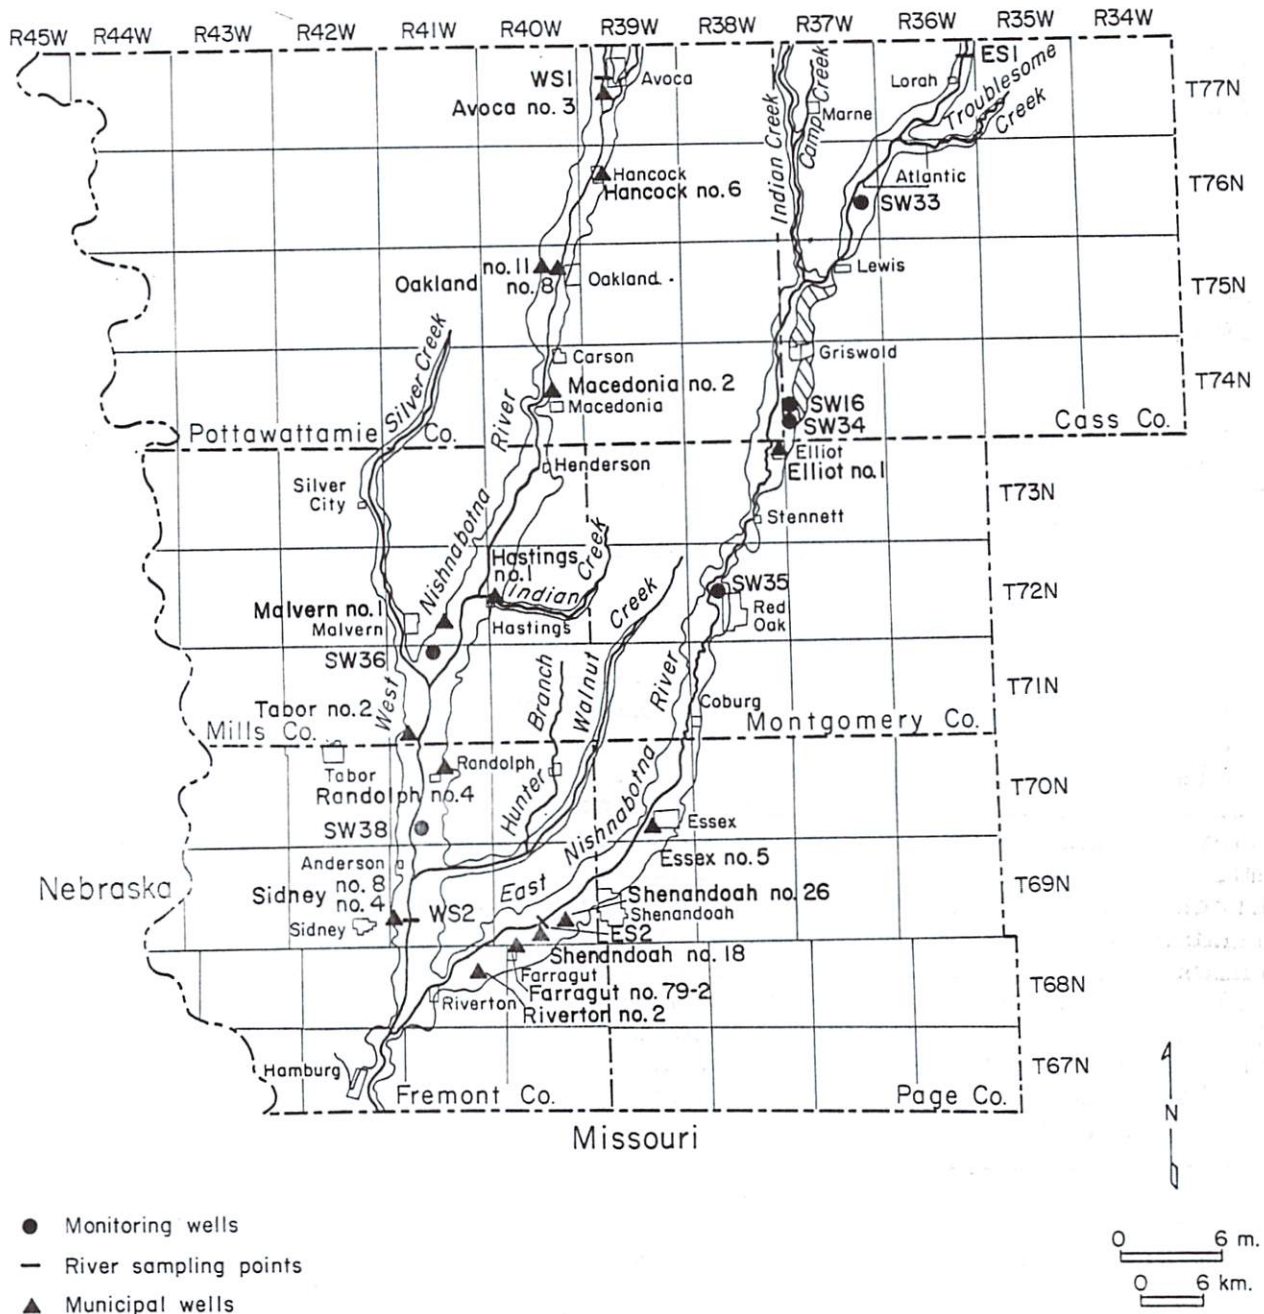 R45W R44W R43W R42W R41W R40W R39W R38W R37W R36W R35W R34W
WS1
Avoca
Avoca no. 3
Indian Creek
Camp Creek
Marne
Lorah
ES1
Troublesome
Creek
T77N
Hancock
Hancock no. 6
Atlantic
SW33
T76N
no. 11
Oakland no. 8
Oakland
Lewis
T75N
Silver Creek
Carson
Macedonia no. 2
Macedonia
Griswold
SW16
SW34
T74N
Pottawattamie Co.
Cass Co.
River
Henderson
Elliot
Elliot no. 1
Silver
City
Stennett
T73N
Nishnabotna
Hastings
no. 1
Indian Creek
Hastings
Malvern no. 1
Malvern
SW36
SW35
Red
Oak
T72N
West
Branch
Walnut
Creek
River
Coburg
T71N
Tabor no. 2
Mills Co.
Montgomery Co.
Tabor
Randolph
Randolph no. 4
Hunter
Nishnabotna
T70N
SW38
Essex
Essex no. 5
Anderson
Nebraska
Sidney no. 8
no. 4
Sidney
WS2
East
Shenandoah no. 26
Shenandoah
ES2
T69N
Shenandoah no. 18
Farragut
Farragut no. 79-2
Riverton
Riverton no. 2
T68N
Hamburg
Fremont Co.
Page Co.
T67N
Missouri
N
Monitoring wells
River sampling points
Municipal wells
0 6 m.
0 6 km.